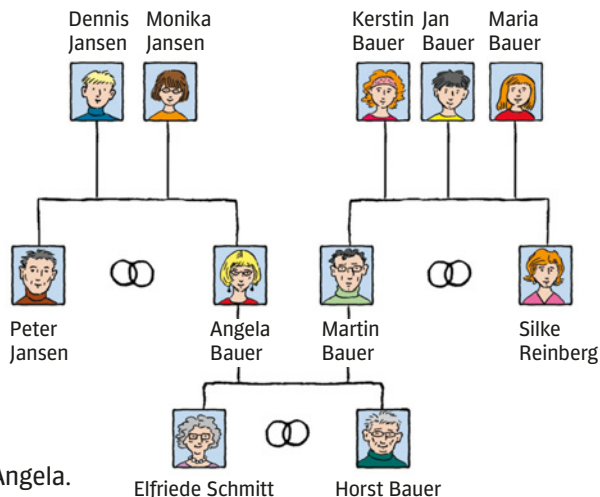 Dennis Jansen
Monika Jansen
Kerstin Bauer
Jan Bauer
Maria Bauer
Peter Jansen
Angela Bauer
Martin Bauer
Silke Reinberg
Angela.
Elfriede Schmitt
Horst Bauer